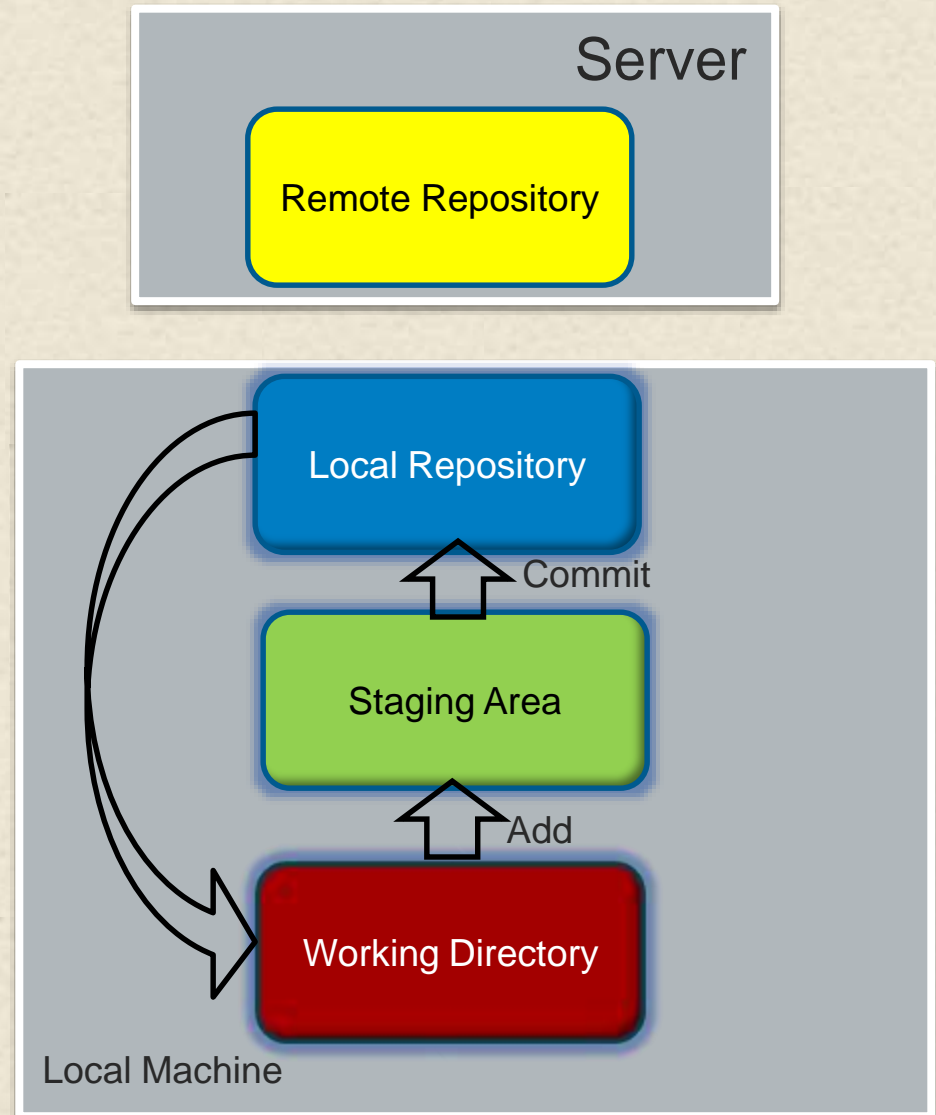 Server
Remote Repository
Local Repository
Commit
Staging Area
Add
Working Directory
Local Machine